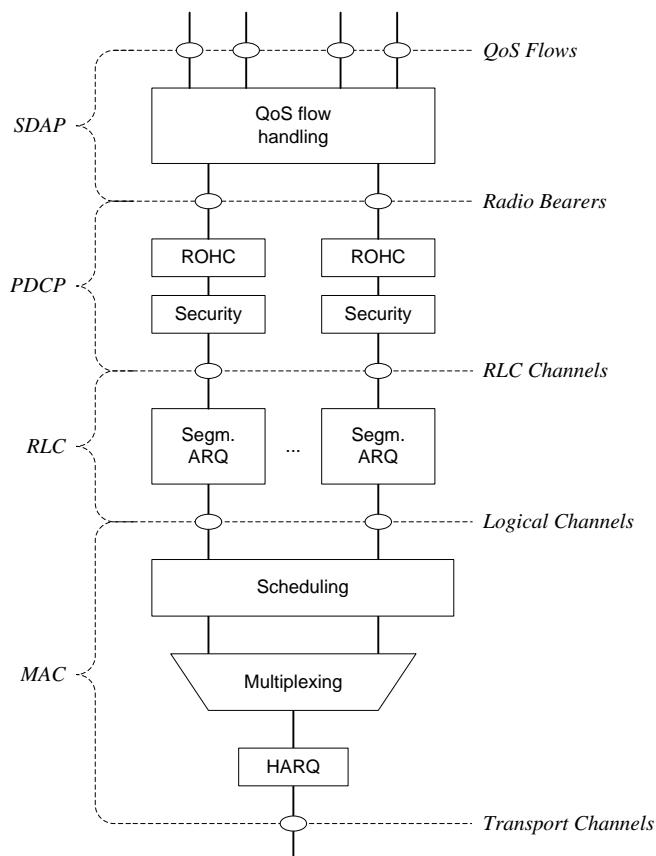 QoS Flows
SDAP
QoS flow
handling
Radio Bearers
PDCP
ROHC ROHC
Security Security
RLC Channels
RLC
Segm.
ARQ
...
Segm.
ARQ
Logical Channels
Scheduling
MAC
Multiplexing
HARQ
Transport Channels